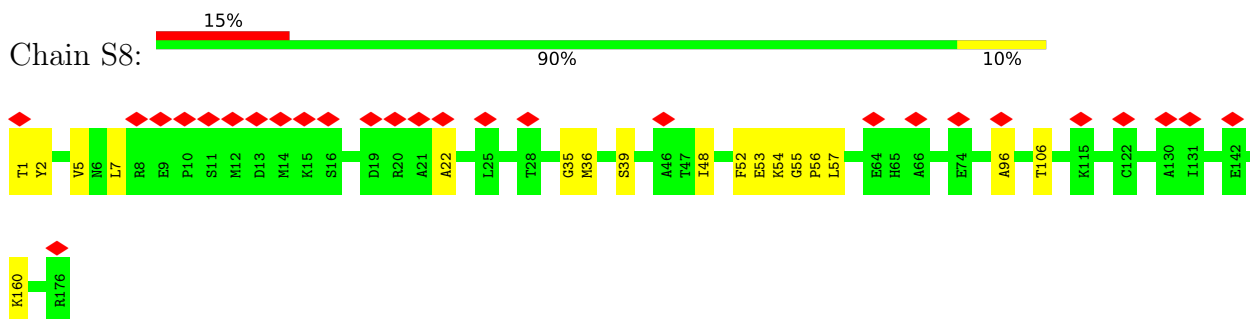 15%
Chain S8:
90% 10%
T1 Y2 V5 N6 L7 R8 E9 P10 S11 M12 D13 M14 K15 S16 D19 R20 A21 A22 L25 T28 G35 M36 S39 A46 T47 I48 F52 E53 K54 G55 P56 L57 E64 H65 A66 E74 A96 T106 K115 C122 A130 I131 E142
K160 R176